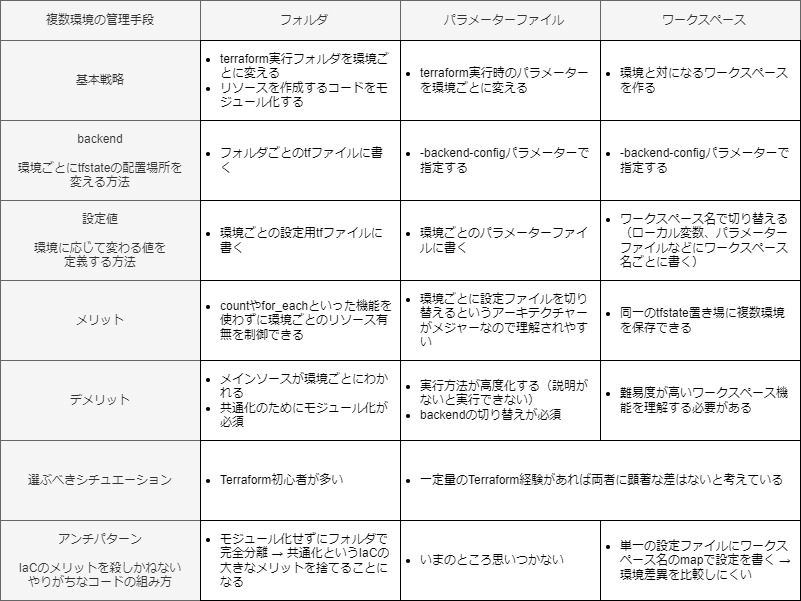 複数環境の管理手段
フォルダ
パラメーターファイル
ワークスペース
基本戦略
• terraform実行フォルダを環境ご
とに変える
• リソースを作成するコードをモ
ジュール化する
• terraform実行時のパラメーター
を環境ごとに変える
• 環境と対になるワークスペース
を作る
backend
環境ごとにtfstateの配置場所を
変える方法
• フォルダごとのtfファイルに書
く
• -backend-configパラメーターで
指定する
• -backend-configパラメーターで
指定する
設定値
環境に応じて変わる値を
定義する方法
• 環境ごとの設定用tfファイルに
書く
• 環境ごとのパラメーターファイ
ルに書く
• ワークスペース名で切り替える
（ローカル変数、パラメーター
ファイルなどにワークスペース
名ごとに書く）
メリット
• countやfor_eachといった機能を
使わずに環境ごとのリソース有
無を制御できる
• 環境ごとに設定ファイルを切り
替えるというアーキテクチャー
がメジャーなので理解されやす
い
• 同一のtfstate置き場に複数環境
を保存できる
デメリット
• メインソースが環境ごとにわか
れる
• 共通化のためにモジュール化が
必須
• 実行方法が高度化する（説明が
ないと実行できない）
• backendの切り替えが必須
• 難易度が高いワークスペース機
能を理解する必要がある
選ぶべきシチュエーション
• Terraform初心者が多い
• 一定量のTerraform経験があれば両者に顕著な差はないと考えている
アンチパターン
IaCのメリットを殺しかねない
やりがちなコードの組み方
• モジュール化せずにフォルダで
完全分離 → 共通化というIaCの
大きなメリットを捨てることに
なる
• いまのところ思いつかない
• 単一の設定ファイルにワークス
ペース名のmapで設定を書く →
環境差異を比較しにくい